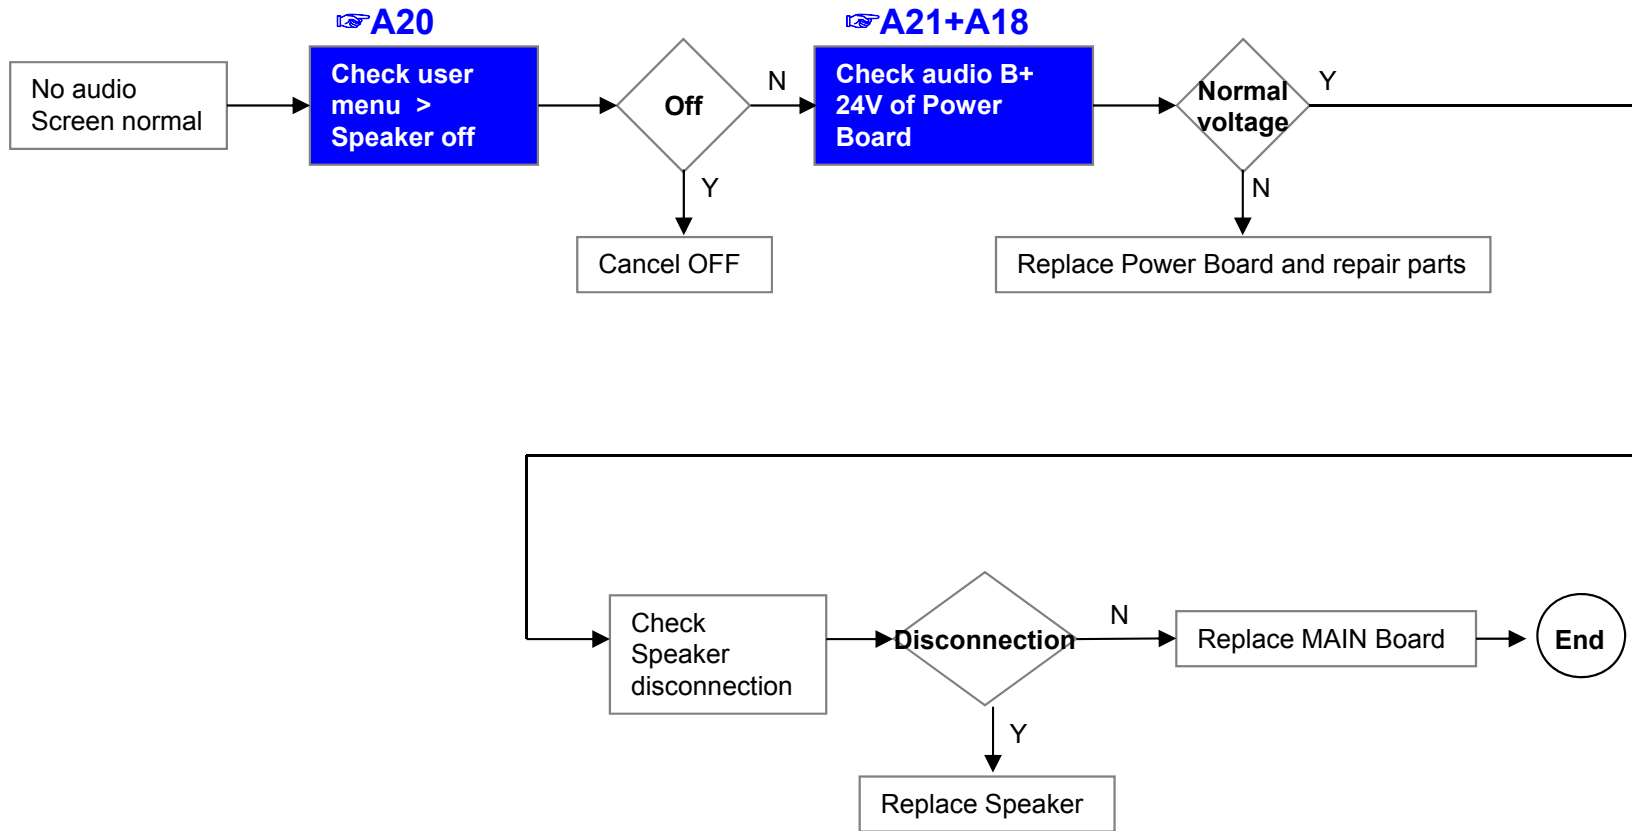 ☞A20
☞A21+A18
No audio
Screen normal
Check user
menu >
Speaker off
Off
N
Check audio B+
24V of Power
Board
Normal
voltage
Y
Y
N
Cancel OFF
Replace Power Board and repair parts
Check
Speaker
disconnection
Disconnection
N
Replace MAIN Board
End
Y
Replace Speaker